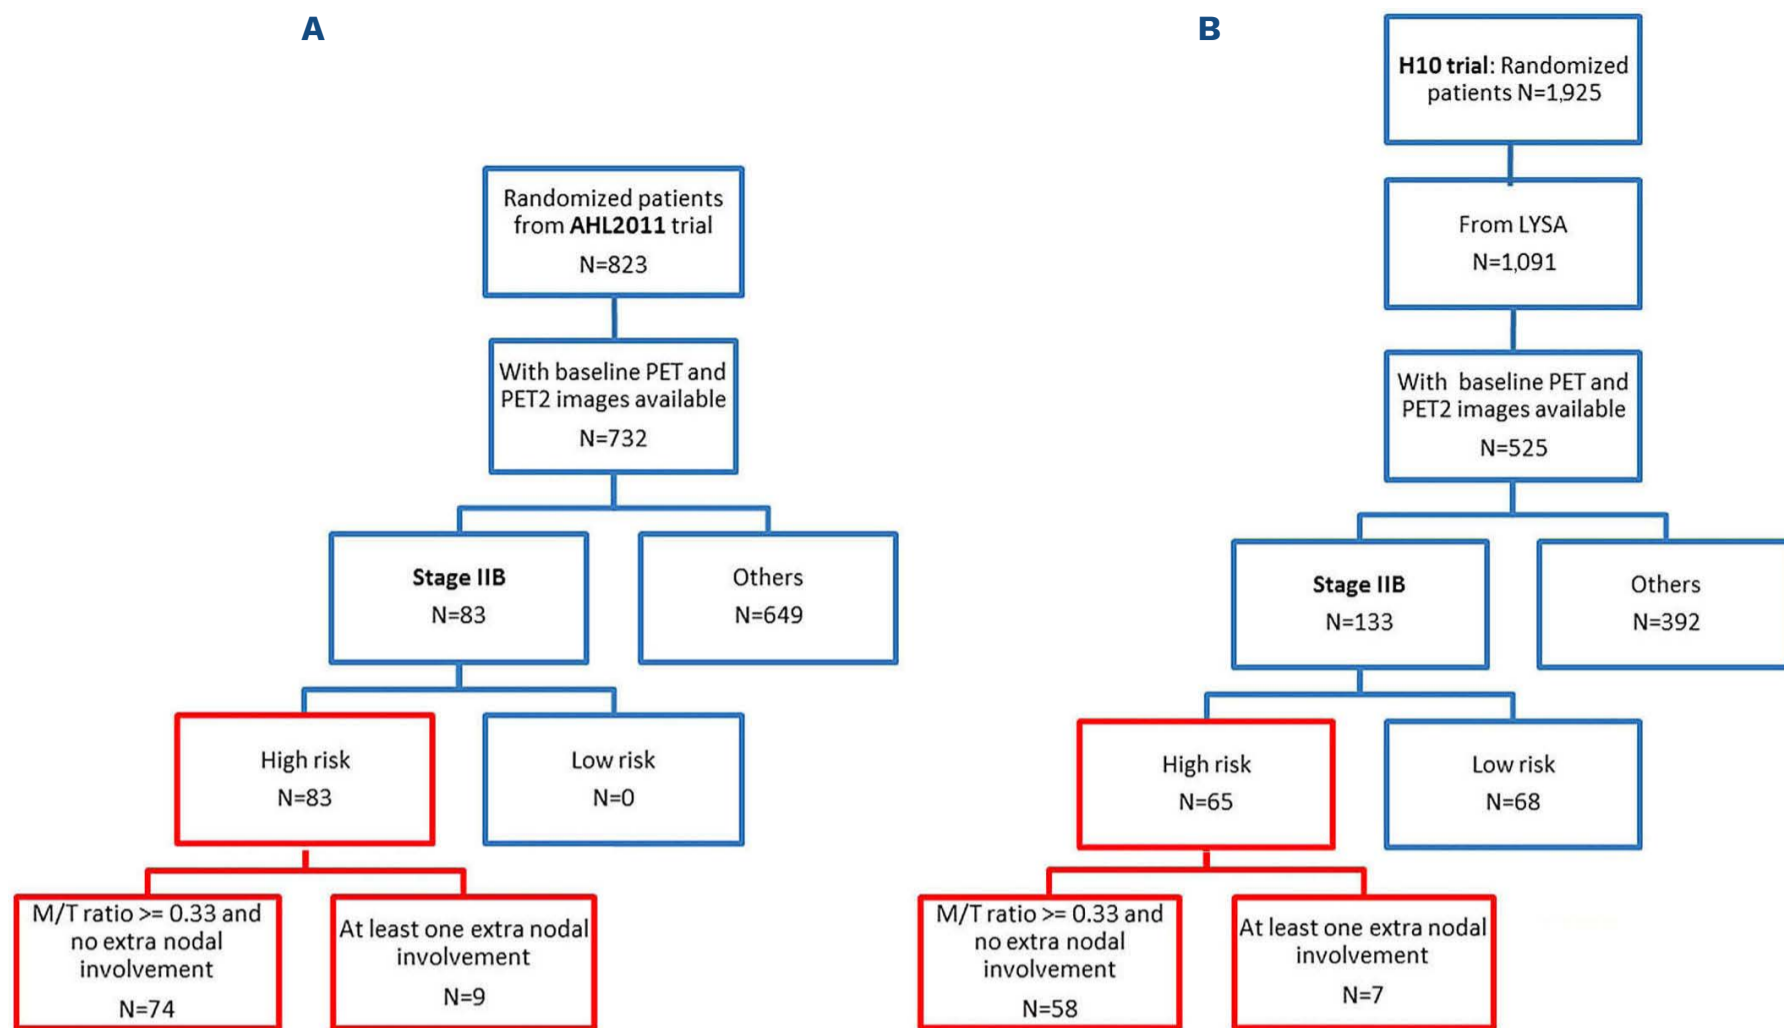 A
Randomized patients
from AHL2011 trial
N=823
With baseline PET and
PET2 images available
N=732
Stage IIB
N=83
Others
N=649
High risk
N=83
Low risk
N=0
M/T ratio >= 0.33 and
no extra nodal
involvement
N=74
At least one extra nodal
involvement
N=9
B
H10 trial: Randomized
patients N=1,925
From LYSA
N=1,091
With baseline PET and
PET2 images available
N=525
Stage IIB
N=133
Others
N=392
High risk
N=65
Low risk
N=68
M/T ratio >= 0.33 and
no extra nodal
involvement
N=58
At least one extra nodal
involvement
N=7